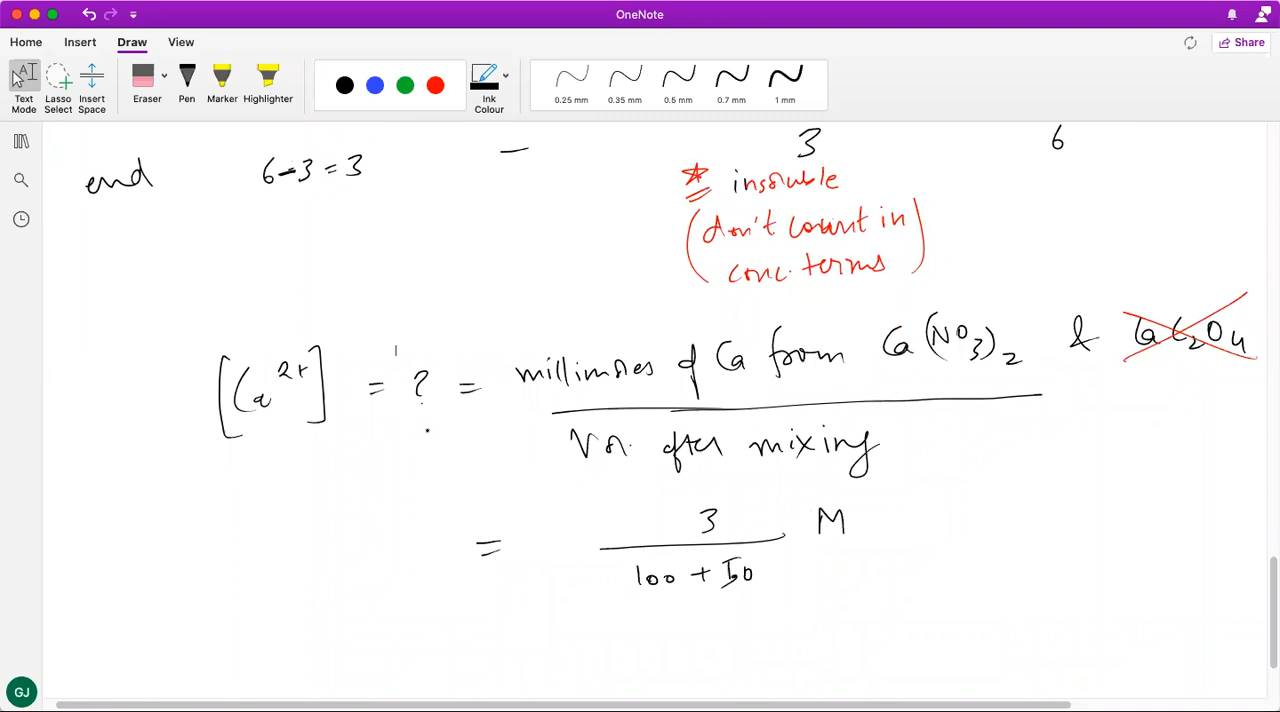 OneNote
Home Insert Draw View
Share
Text Mode
Lasso Select
Insert Space
Eraser
Pen
Marker
Highlighter
Ink Colour
0.25 mm
0.35 mm
0.5 mm
0.7 mm
1 mm
end 6-3=3 — 3 6
* insoluble
(don't count in
conc. terms)
[Ca2+] = ? = millimoles of Ca from Ca(NO3)2 & CaC2O4
Vol. after mixing
= 3 M
100 + 50
GJ